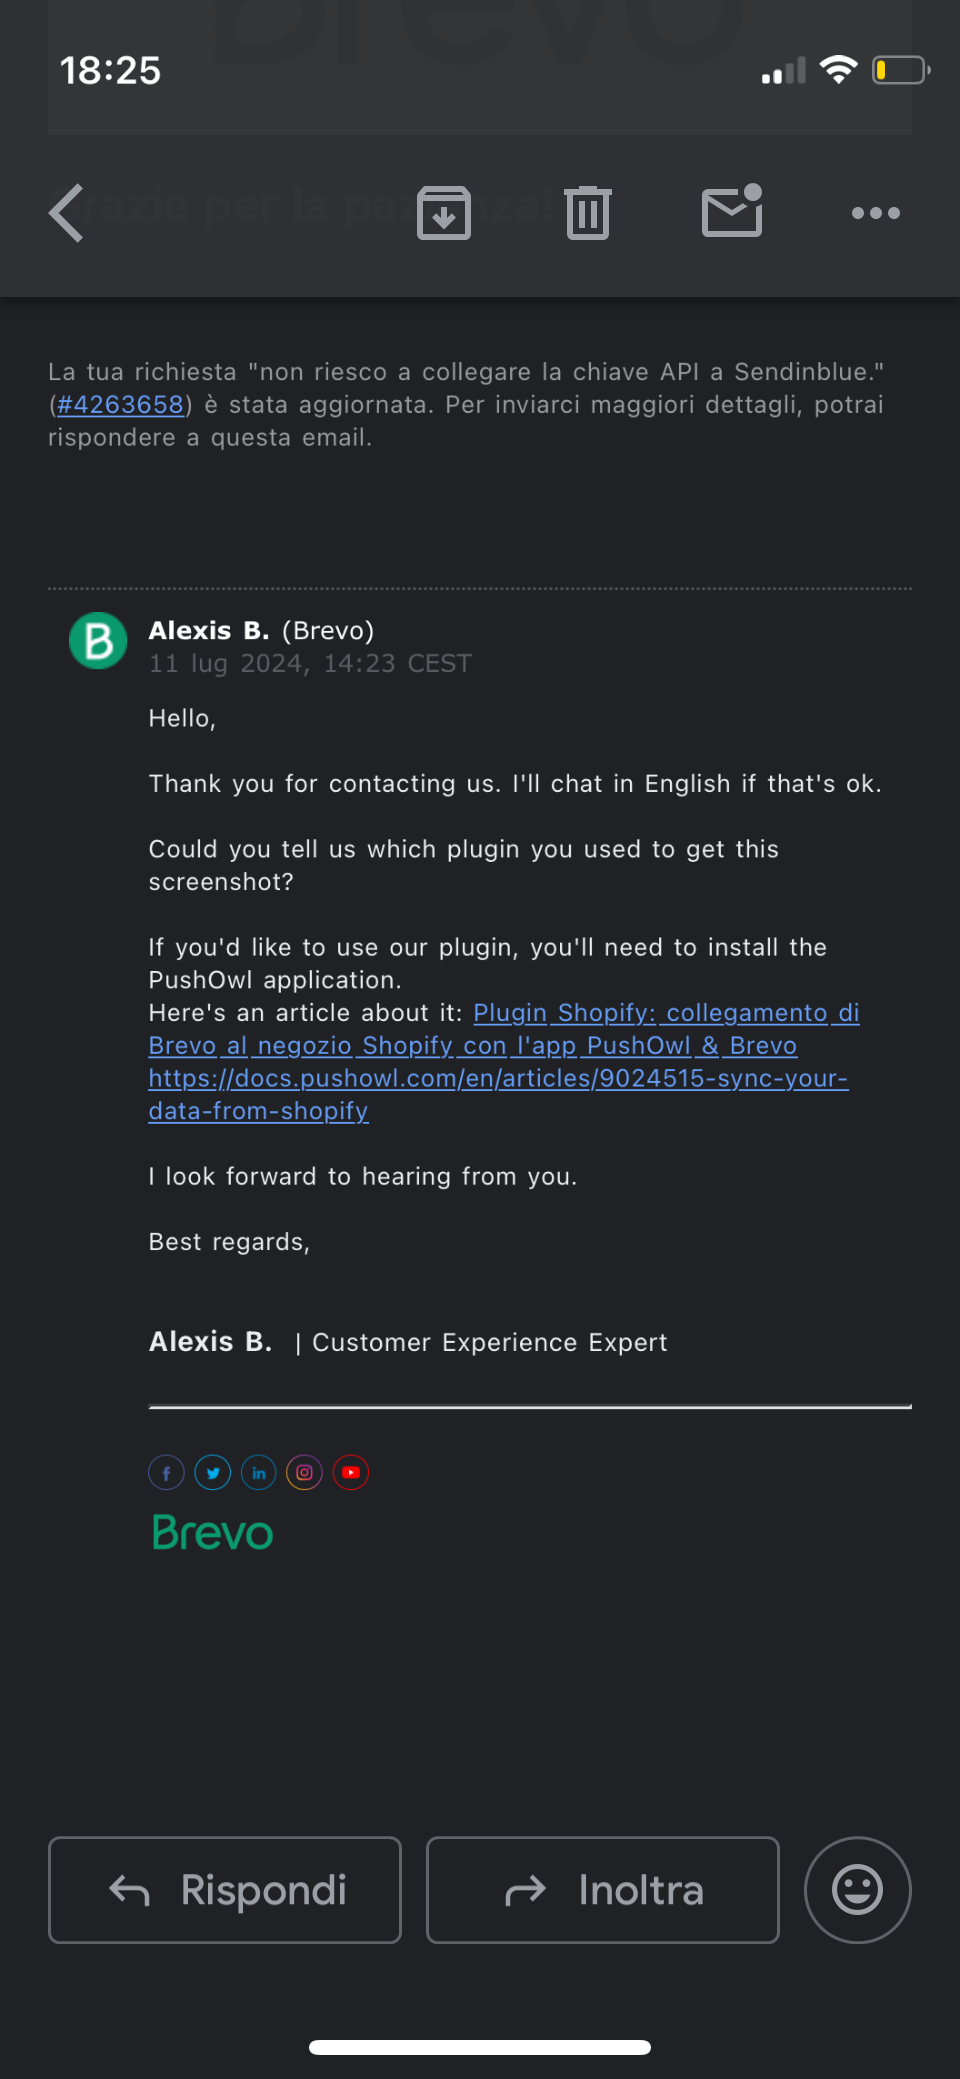 Brevo
18:25
Grazie per la pazienza!
La tua richiesta "non riesco a collegare la chiave API a Sendinblue."
(#4263658) è stata aggiornata. Per inviarci maggiori dettagli, potrai
rispondere a questa email.
B
Alexis B. (Brevo)
11 lug 2024, 14:23 CEST
Hello,
Thank you for contacting us. I'll chat in English if that's ok.
Could you tell us which plugin you used to get this
screenshot?
If you'd like to use our plugin, you'll need to install the
PushOwl application.
Here's an article about it: Plugin Shopify: collegamento di
Brevo al negozio Shopify con l'app PushOwl & Brevo
https://docs.pushowl.com/en/articles/9024515-sync-your-
data-from-shopify
I look forward to hearing from you.
Best regards,
Alexis B. | Customer Experience Expert
f
in
Brevo
Rispondi
Inoltra